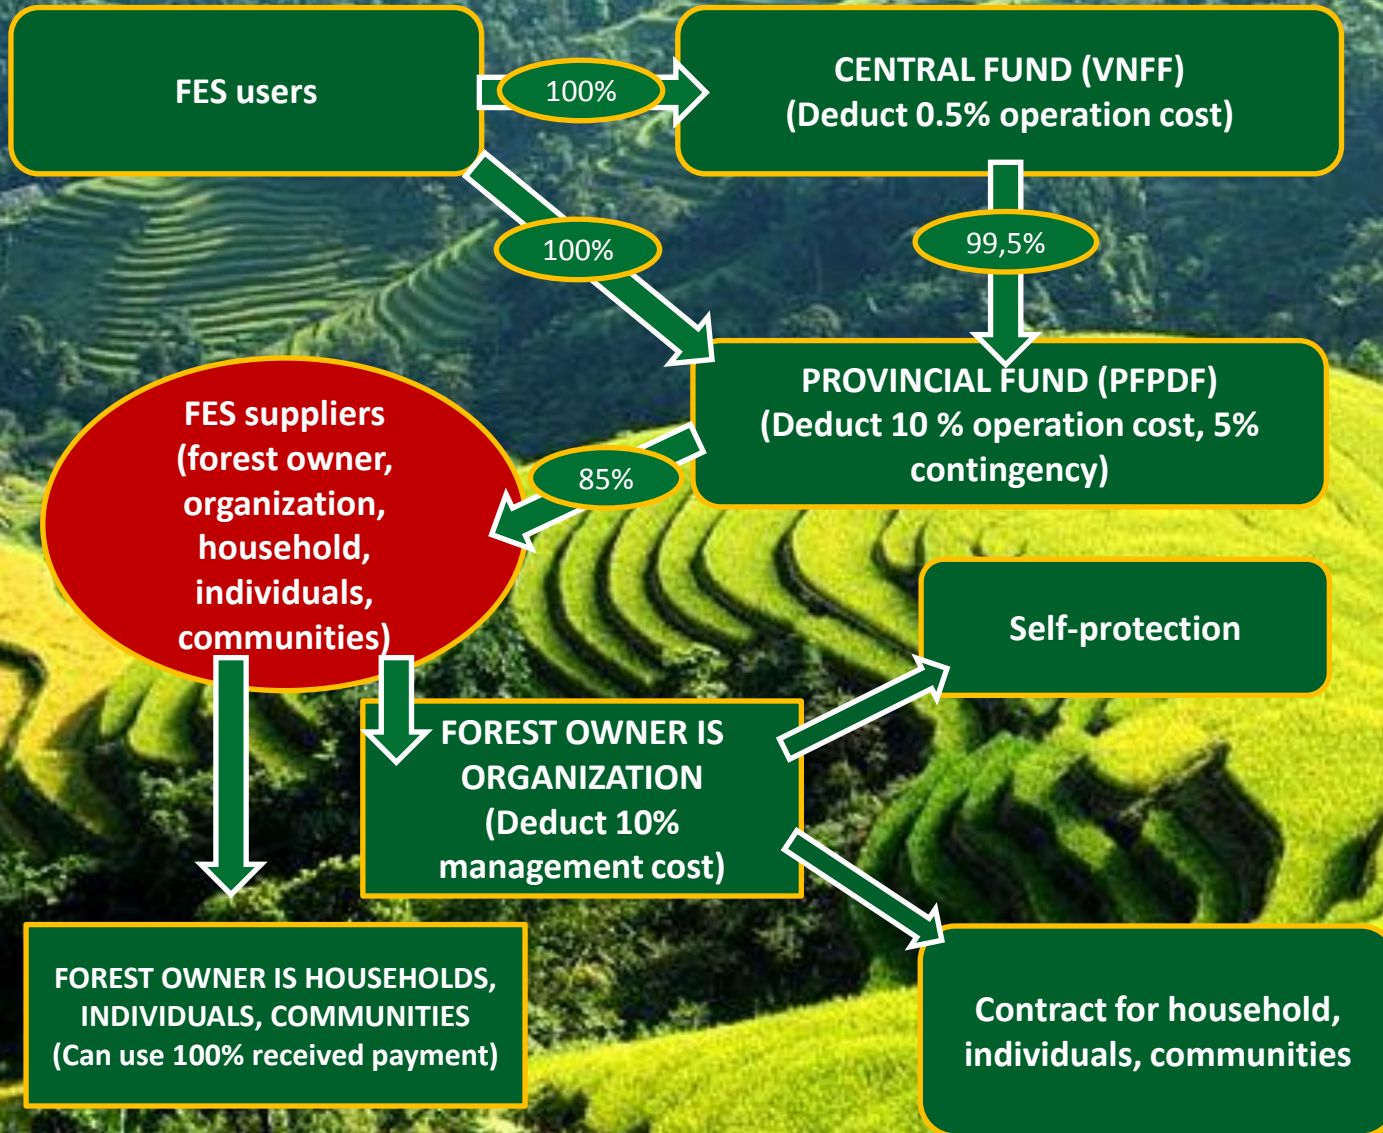 FES users
100%
CENTRAL FUND (VNFF)
(Deduct 0.5% operation cost)
100%
99,5%
PROVINCIAL FUND (PFPDF)
(Deduct 10 % operation cost, 5%
contingency)
85%
FES suppliers
(forest owner,
organization,
household,
individuals,
communities)
Self-protection
FOREST OWNER IS
ORGANIZATION
(Deduct 10%
management cost)
FOREST OWNER IS HOUSEHOLDS,
INDIVIDUALS, COMMUNITIES
(Can use 100% received payment)
Contract for household,
individuals, communities